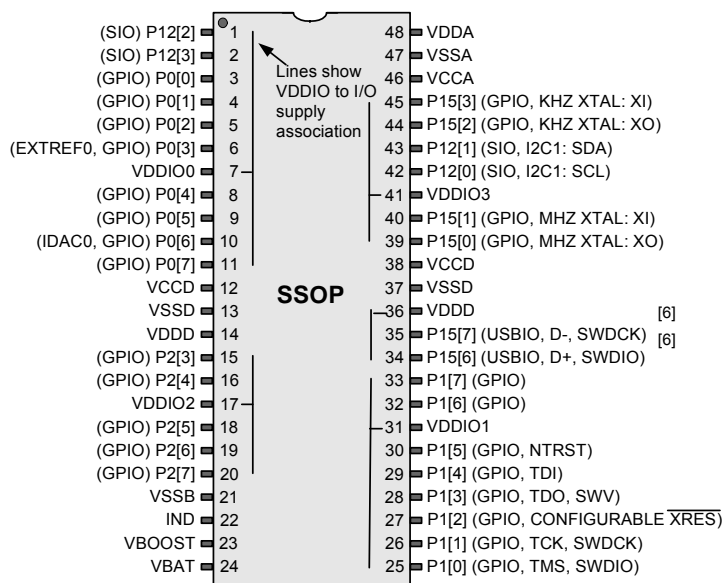 (SIO) P12[2] 1
(SIO) P12[3] 2
(GPIO) P0[0] 3
(GPIO) P0[1] 4
(GPIO) P0[2] 5
(EXTREF0, GPIO) P0[3] 6
VDDIO0 7
(GPIO) P0[4] 8
(GPIO) P0[5] 9
(IDAC0, GPIO) P0[6] 10
(GPIO) P0[7] 11
VCCD 12
VSSD 13
VDDD 14
(GPIO) P2[3] 15
(GPIO) P2[4] 16
VDDIO2 17
(GPIO) P2[5] 18
(GPIO) P2[6] 19
(GPIO) P2[7] 20
VSSB 21
IND 22
VBOOST 23
VBAT 24
Lines show
VDDIO to I/O
supply
association
SSOP
48 VDDA
47 VSSA
46 VCCA
45 P15[3] (GPIO, KHZ XTAL: XI)
44 P15[2] (GPIO, KHZ XTAL: XO)
43 P12[1] (SIO, I2C1: SDA)
42 P12[0] (SIO, I2C1: SCL)
41 VDDIO3
40 P15[1] (GPIO, MHZ XTAL: XI)
39 P15[0] (GPIO, MHZ XTAL: XO)
38 VCCD
37 VSSD
36 VDDD [6]
35 P15[7] (USBIO, D-, SWDCK) [6]
34 P15[6] (USBIO, D+, SWDIO)
33 P1[7] (GPIO)
32 P1[6] (GPIO)
31 VDDIO1
30 P1[5] (GPIO, NTRST)
29 P1[4] (GPIO, TDI)
28 P1[3] (GPIO, TDO, SWV)
27 P1[2] (GPIO, CONFIGURABLE XRES)
26 P1[1] (GPIO, TCK, SWDCK)
25 P1[0] (GPIO, TMS, SWDIO)